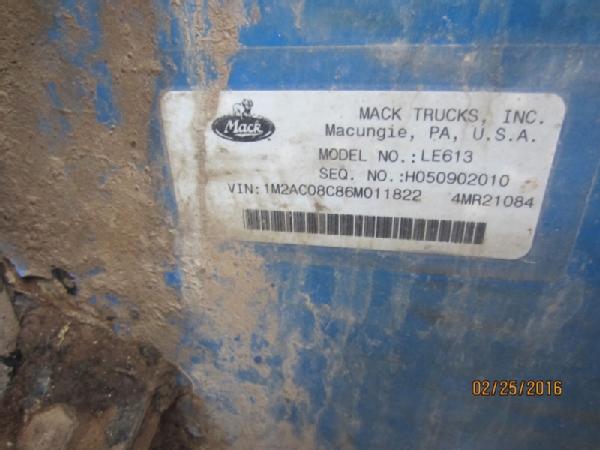 Mack
MACK TRUCKS, INC.
Macungie, PA, U.S.A.
MODEL NO.:LE613
SEQ. NO.:H050902010
VIN:1M2AC08C86M011822 4MR21084
02/25/2016